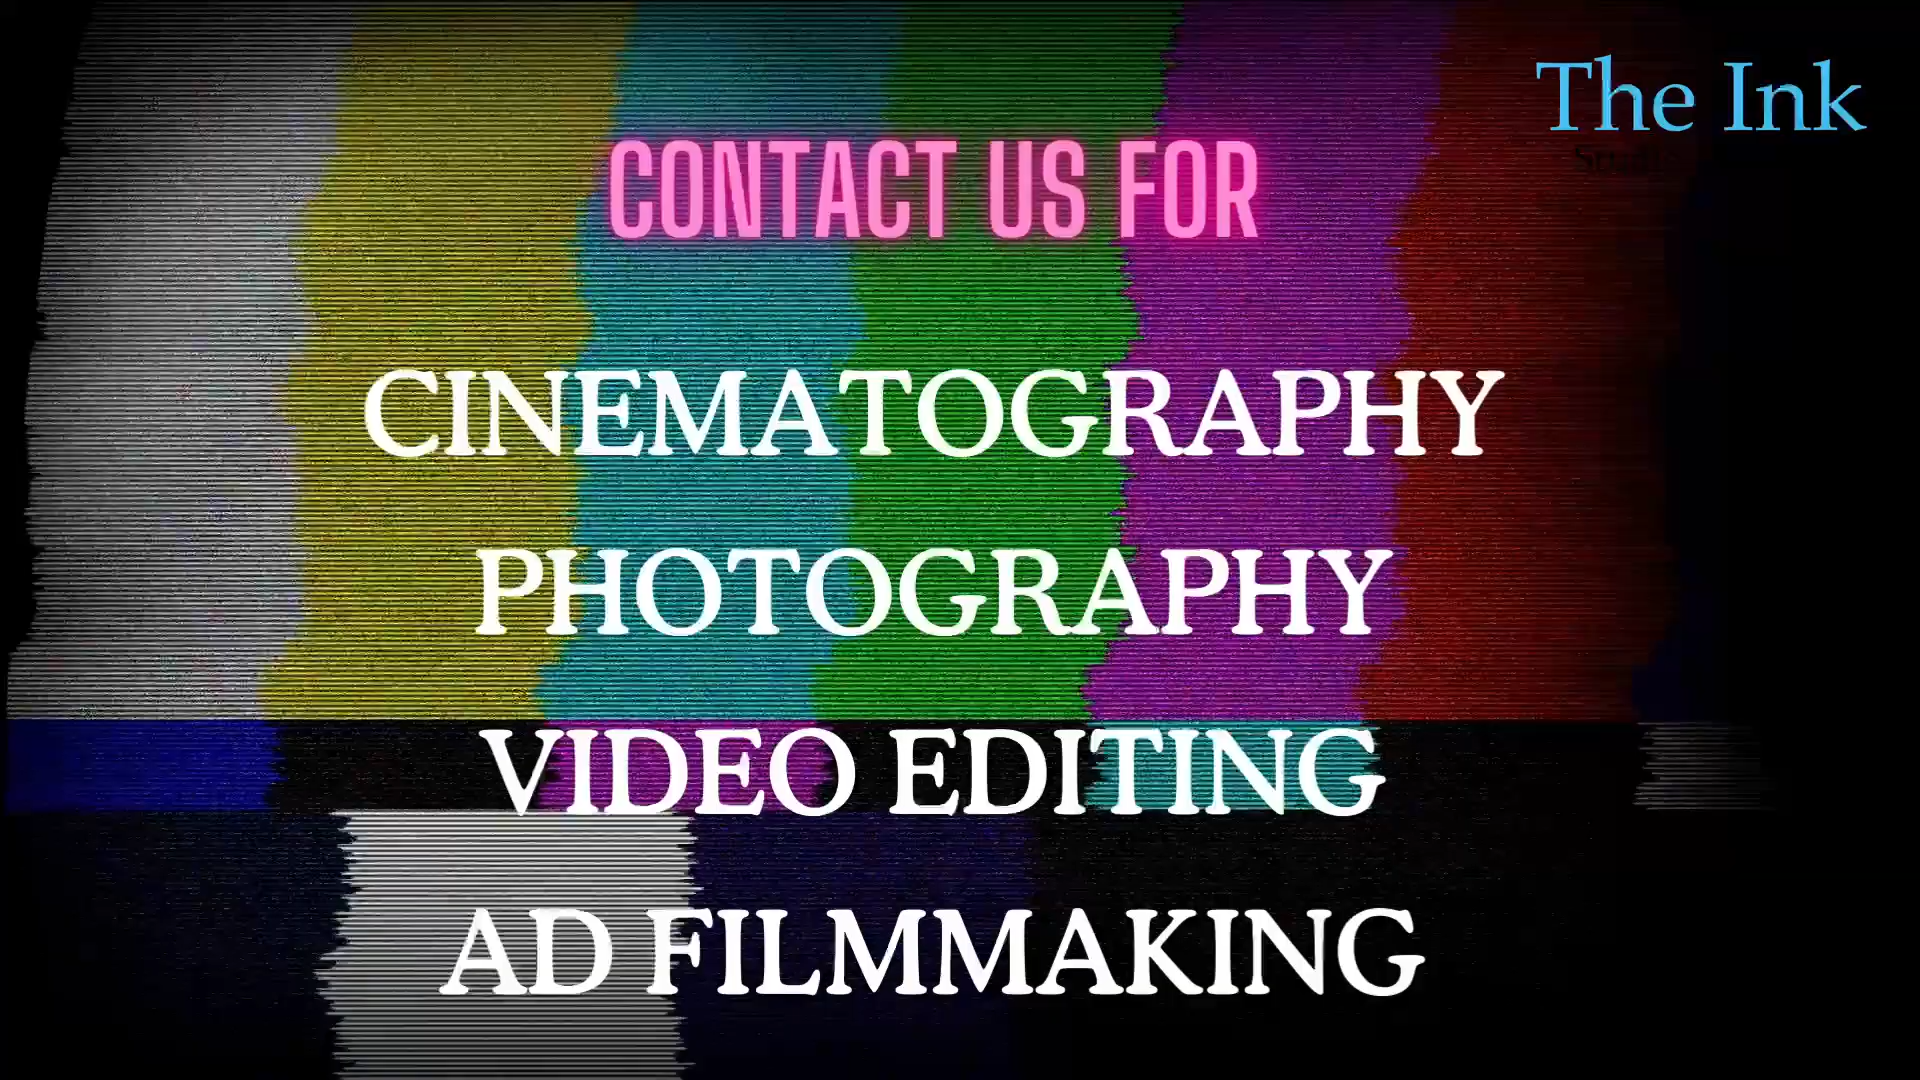 The Ink
CONTACT US FOR
CINEMATOGRAPHY
PHOTOGRAPHY
VIDEO EDITING
AD FILMMAKING